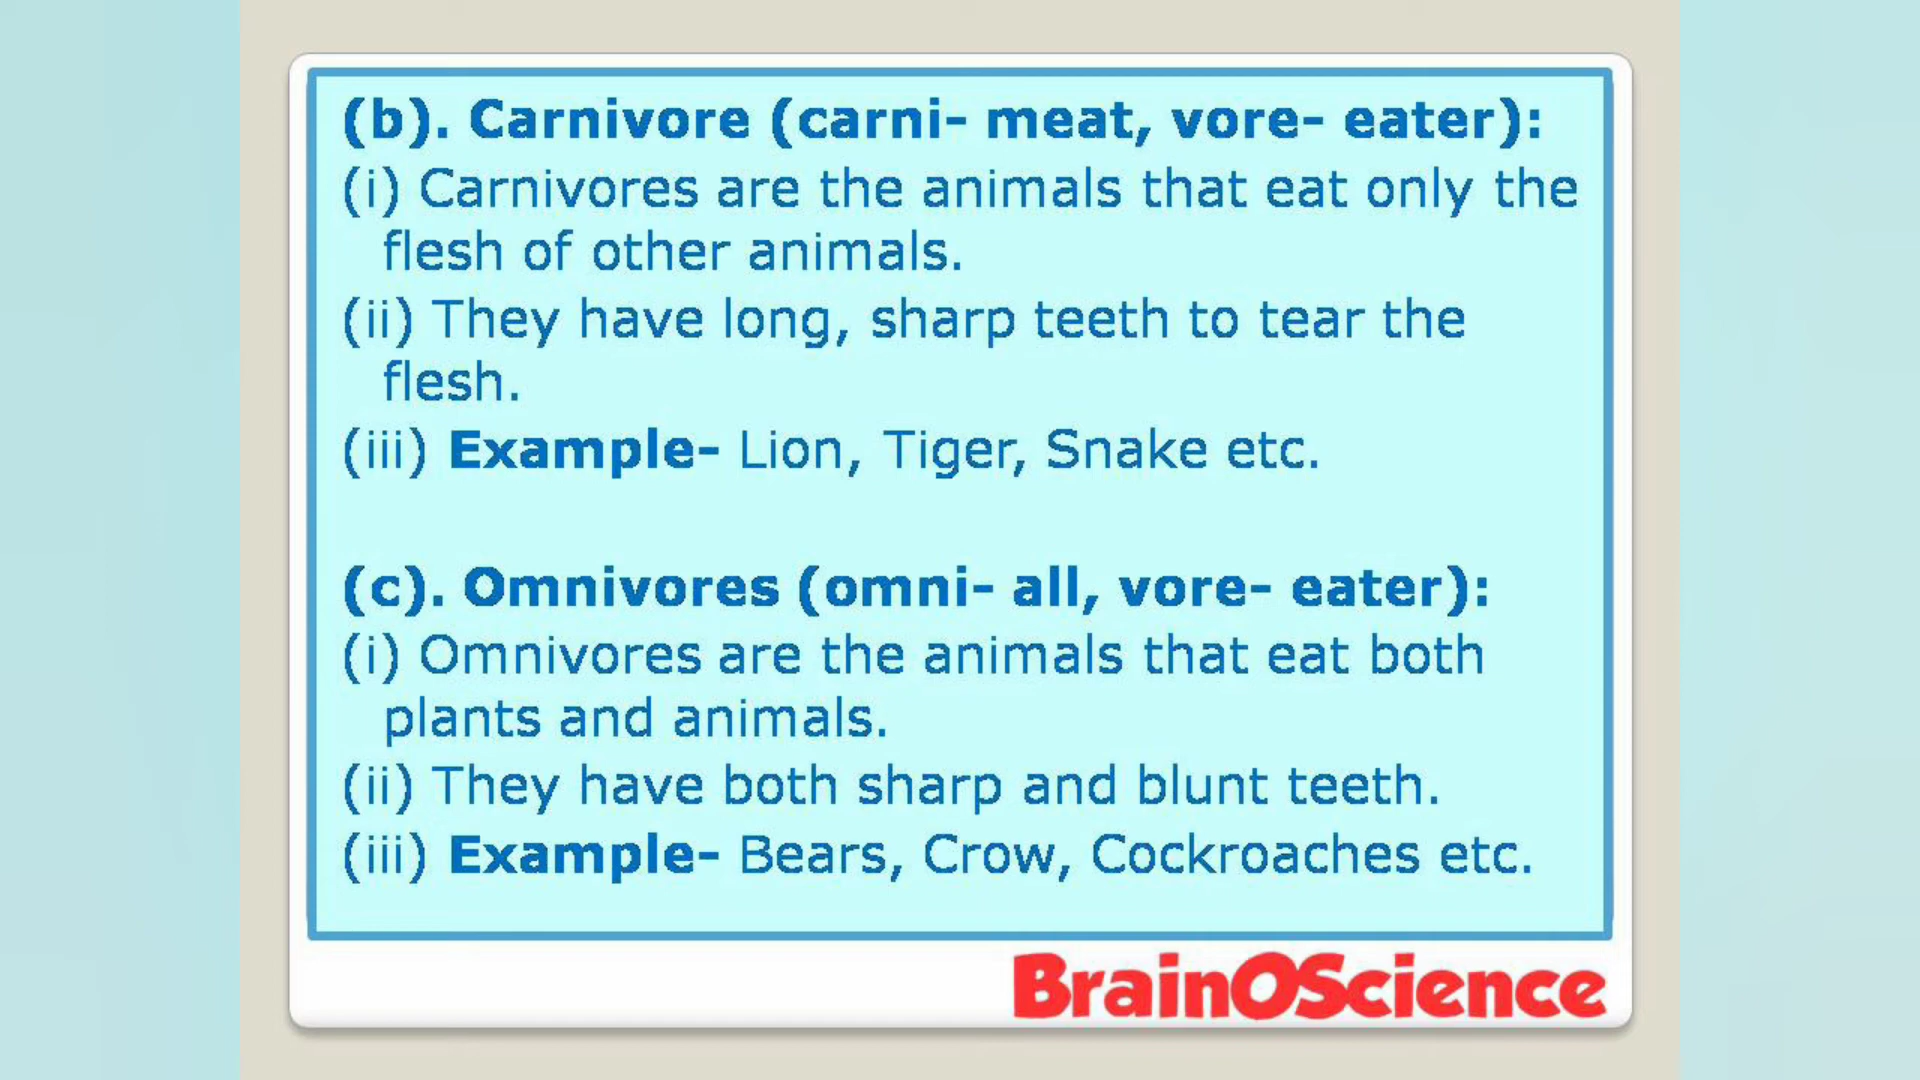 (b). Carnivore (carni- meat, vore- eater):
(i) Carnivores are the animals that eat only the
flesh of other animals.
(ii) They have long, sharp teeth to tear the
flesh.
(iii) Example- Lion, Tiger, Snake etc.
(c). Omnivores (omni- all, vore- eater):
(i) Omnivores are the animals that eat both
plants and animals.
(ii) They have both sharp and blunt teeth.
(iii) Example- Bears, Crow, Cockroaches etc.
BrainOScience